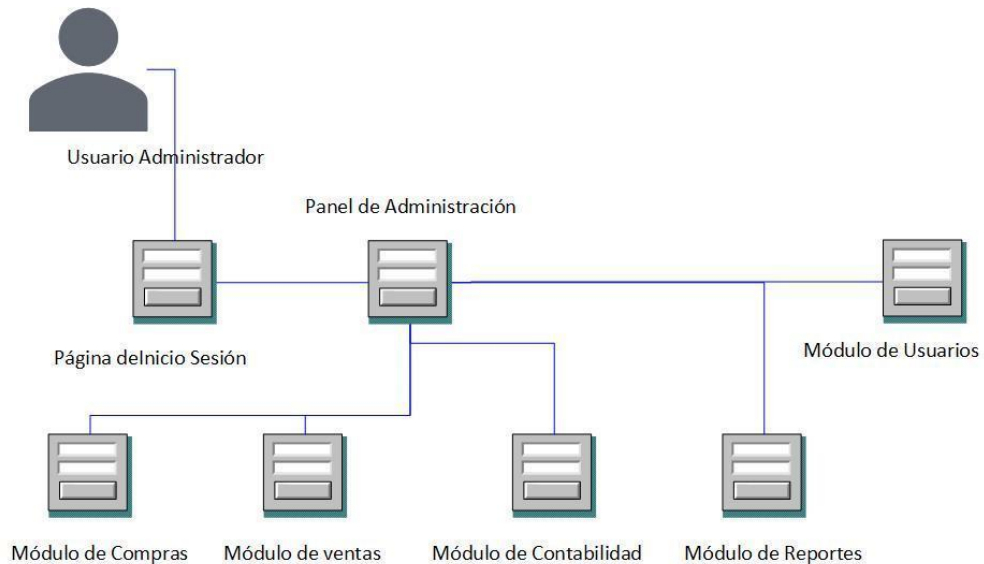 Usuario Administrador
Panel de Administración
Página deInicio Sesión
Módulo de Usuarios
Módulo de Compras
Módulo de ventas
Módulo de Contabilidad
Módulo de Reportes